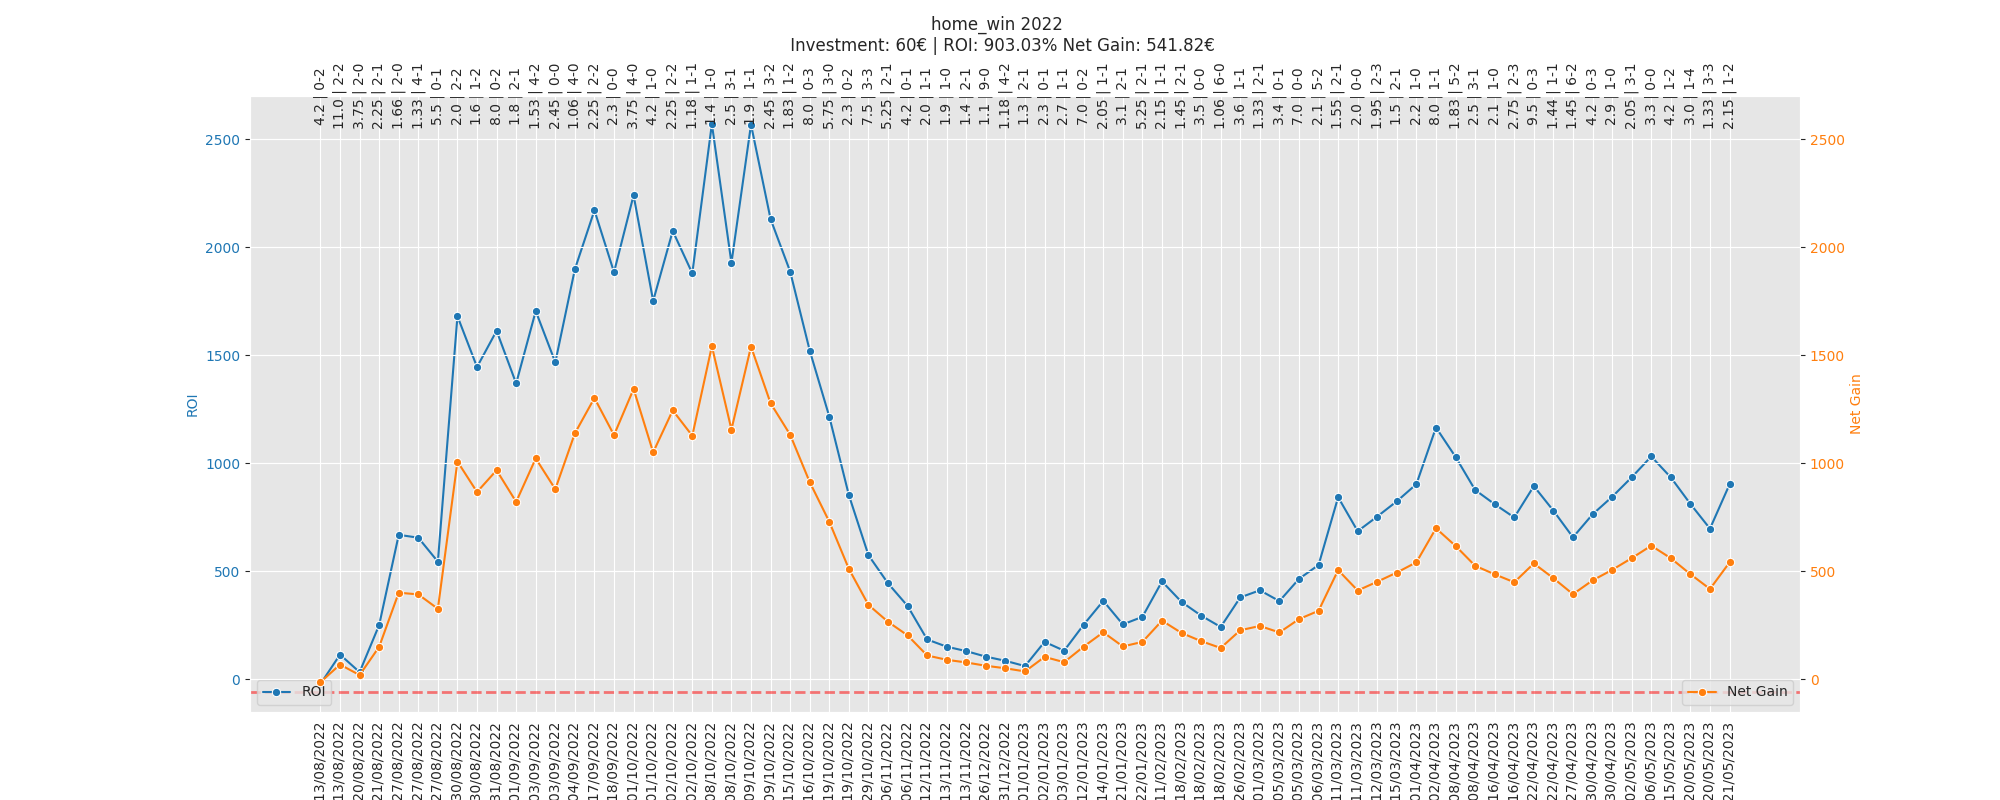 home_win 2022
Investment: 60€ | ROI: 903.03% Net Gain: 541.82€
4.2 | 0-2
11.0 | 2-2
3.75 | 2-0
2.25 | 2-1
1.66 | 2-0
1.33 | 4-1
5.5 | 0-1
2.0 | 2-2
1.6 | 1-2
8.0 | 0-2
1.8 | 2-1
1.53 | 4-2
2.45 | 0-0
1.06 | 4-0
2.25 | 2-2
2.3 | 0-0
3.75 | 4-0
4.2 | 1-0
2.25 | 2-2
1.18 | 1-1
1.4 | 1-0
2.5 | 3-1
1.9 | 1-1
2.45 | 3-2
1.83 | 1-2
8.0 | 0-3
5.75 | 3-0
2.3 | 0-2
7.5 | 3-3
5.25 | 2-1
4.2 | 0-1
2.0 | 1-1
1.9 | 1-0
1.4 | 2-1
1.1 | 9-0
1.18 | 4-2
1.3 | 2-1
2.3 | 0-1
2.7 | 1-1
7.0 | 0-2
2.05 | 1-1
3.1 | 2-1
5.25 | 2-1
2.15 | 1-1
1.45 | 2-1
3.5 | 0-0
1.06 | 6-0
3.6 | 1-1
1.33 | 2-1
3.4 | 0-1
7.0 | 0-0
2.1 | 5-2
1.55 | 2-1
2.0 | 0-0
1.95 | 2-3
1.5 | 2-1
2.2 | 1-0
8.0 | 1-1
1.83 | 5-2
2.5 | 3-1
2.1 | 1-0
2.75 | 2-3
9.5 | 0-3
1.44 | 1-1
1.45 | 6-2
4.2 | 0-3
2.9 | 1-0
2.05 | 3-1
3.3 | 0-0
4.2 | 1-2
3.0 | 1-4
1.33 | 3-3
2.15 | 1-2
2500
2000
1500
1000
500
0
ROI
2500
2000
1500
1000
500
0
Net Gain
ROI
Net Gain
13/08/2022
13/08/2022
20/08/2022
21/08/2022
27/08/2022
27/08/2022
27/08/2022
30/08/2022
30/08/2022
31/08/2022
01/09/2022
03/09/2022
03/09/2022
04/09/2022
17/09/2022
18/09/2022
01/10/2022
01/10/2022
02/10/2022
02/10/2022
08/10/2022
08/10/2022
09/10/2022
09/10/2022
15/10/2022
16/10/2022
19/10/2022
19/10/2022
29/10/2022
06/11/2022
06/11/2022
12/11/2022
13/11/2022
13/11/2022
26/12/2022
31/12/2022
01/01/2023
02/01/2023
03/01/2023
12/01/2023
14/01/2023
21/01/2023
22/01/2023
11/02/2023
18/02/2023
18/02/2023
18/02/2023
26/02/2023
01/03/2023
05/03/2023
05/03/2023
06/03/2023
11/03/2023
11/03/2023
12/03/2023
15/03/2023
01/04/2023
02/04/2023
08/04/2023
08/04/2023
16/04/2023
16/04/2023
22/04/2023
22/04/2023
27/04/2023
30/04/2023
30/04/2023
02/05/2023
06/05/2023
15/05/2023
20/05/2023
20/05/2023
21/05/2023